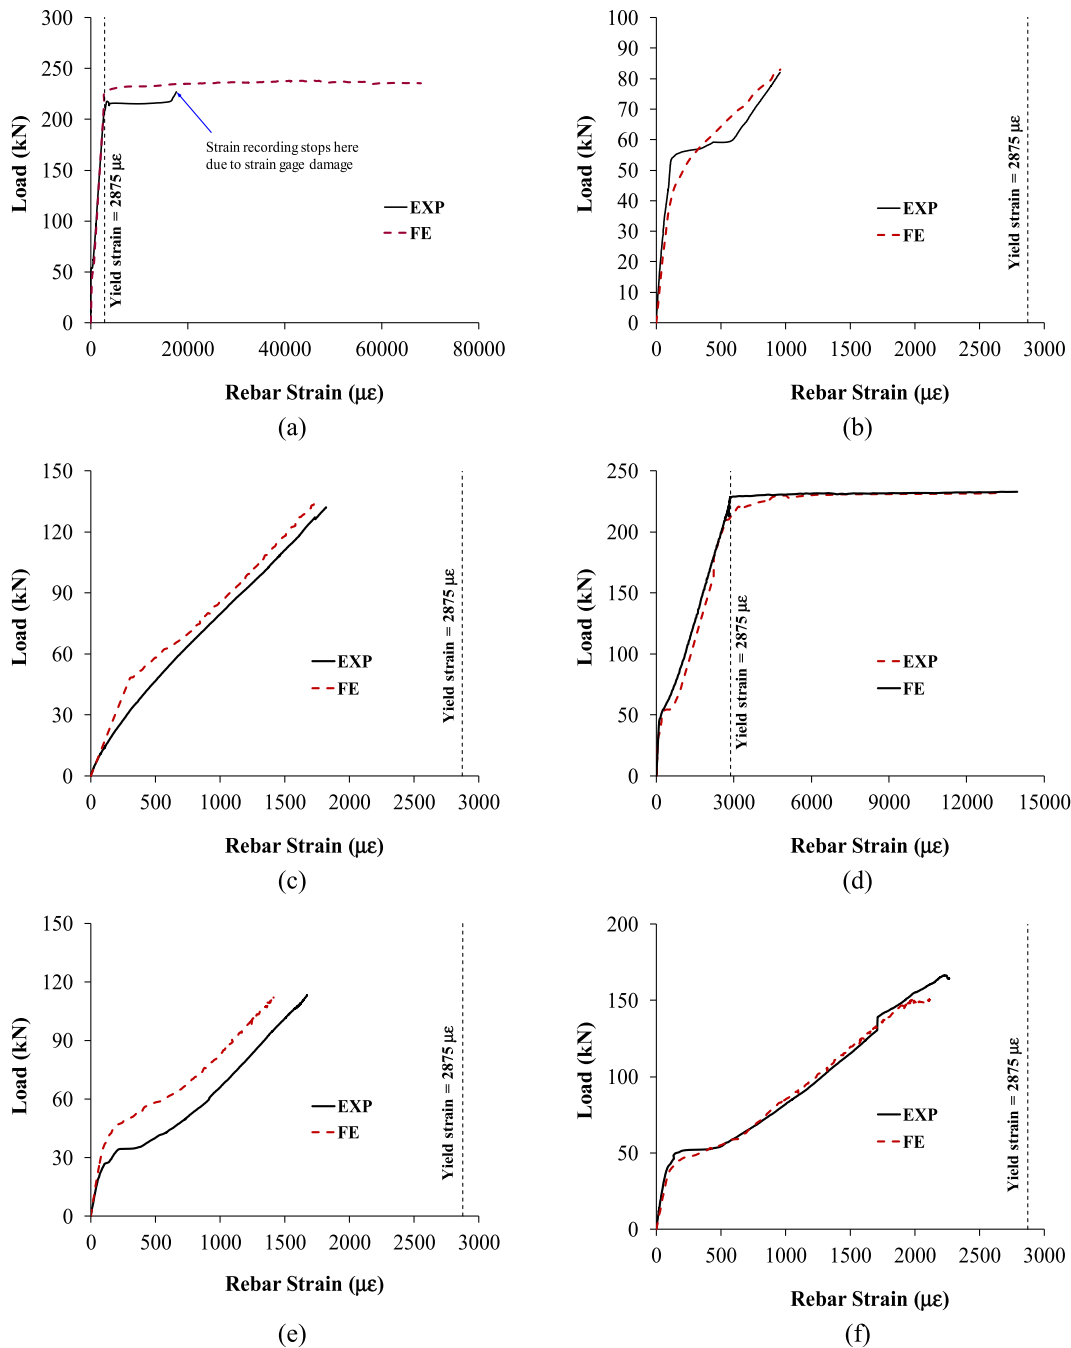 300
250
200
150
100
50
0
Load (kN)
Yield strain = 2875 με
Strain recording stops here
due to strain gage damage
EXP
FE
0 20000 40000 60000 80000
Rebar Strain (με)
(a)
100
90
80
70
60
50
40
30
20
10
0
Load (kN)
Yield strain = 2875 με
EXP
FE
0 500 1000 1500 2000 2500 3000
Rebar Strain (με)
(b)
150
120
90
60
30
0
Load (kN)
Yield strain = 2875 με
EXP
FE
0 500 1000 1500 2000 2500 3000
Rebar Strain (με)
(c)
250
200
150
100
50
0
Load (kN)
Yield strain = 2875 με
EXP
FE
0 3000 6000 9000 12000 15000
Rebar Strain (με)
(d)
150
120
90
60
30
0
Load (kN)
Yield strain = 2875 με
EXP
FE
0 500 1000 1500 2000 2500 3000
Rebar Strain (με)
(e)
200
150
100
50
0
Load (kN)
Yield strain = 2875 με
EXP
FE
0 500 1000 1500 2000 2500 3000
Rebar Strain (με)
(f)